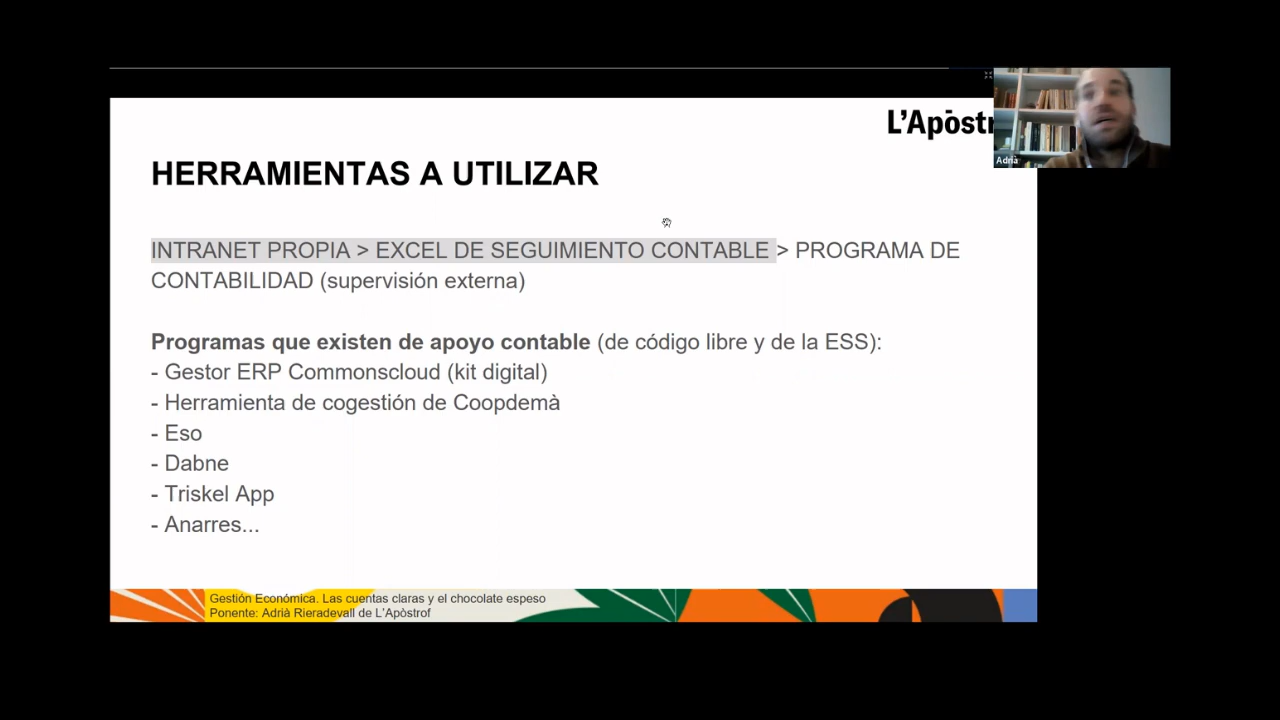 L'Apòstr
Adrià
HERRAMIENTAS A UTILIZAR
INTRANET PROPIA > EXCEL DE SEGUIMIENTO CONTABLE > PROGRAMA DE
CONTABILIDAD (supervisión externa)
Programas que existen de apoyo contable (de código libre y de la ESS):
- Gestor ERP Commonscloud (kit digital)
- Herramienta de cogestión de Coopdemà
- Eso
- Dabne
- Triskel App
- Anarres...
Gestión Económica. Las cuentas claras y el chocolate espeso
Ponente: Adrià Rieradevall de L'Apòstrof